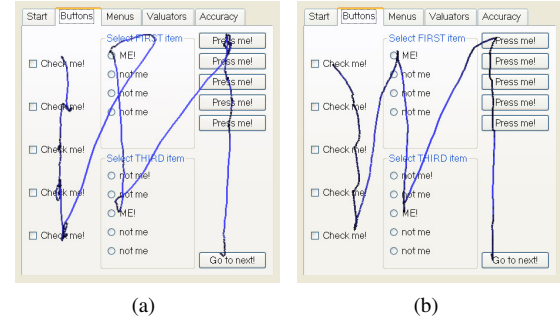 Start Buttons Menus Valuators Accuracy
Select FIRST item
Check me!
Check me!
Check me!
Check me!
Check me!
ME!
not me
not me
not me
Select THIRD item
not me!
not me
ME!
not me
not me
Press me!
Press me!
Press me!
Press me!
Press me!
Go to next!
(a)
Start Buttons Menus Valuators Accuracy
Select FIRST item
Check me!
Check me!
Check me!
Check me!
Check me!
ME!
not me
not me
not me
Select THIRD item
not me!
not me
ME!
not me
not me
Press me!
Press me!
Press me!
Press me!
Press me!
Go to next!
(b)